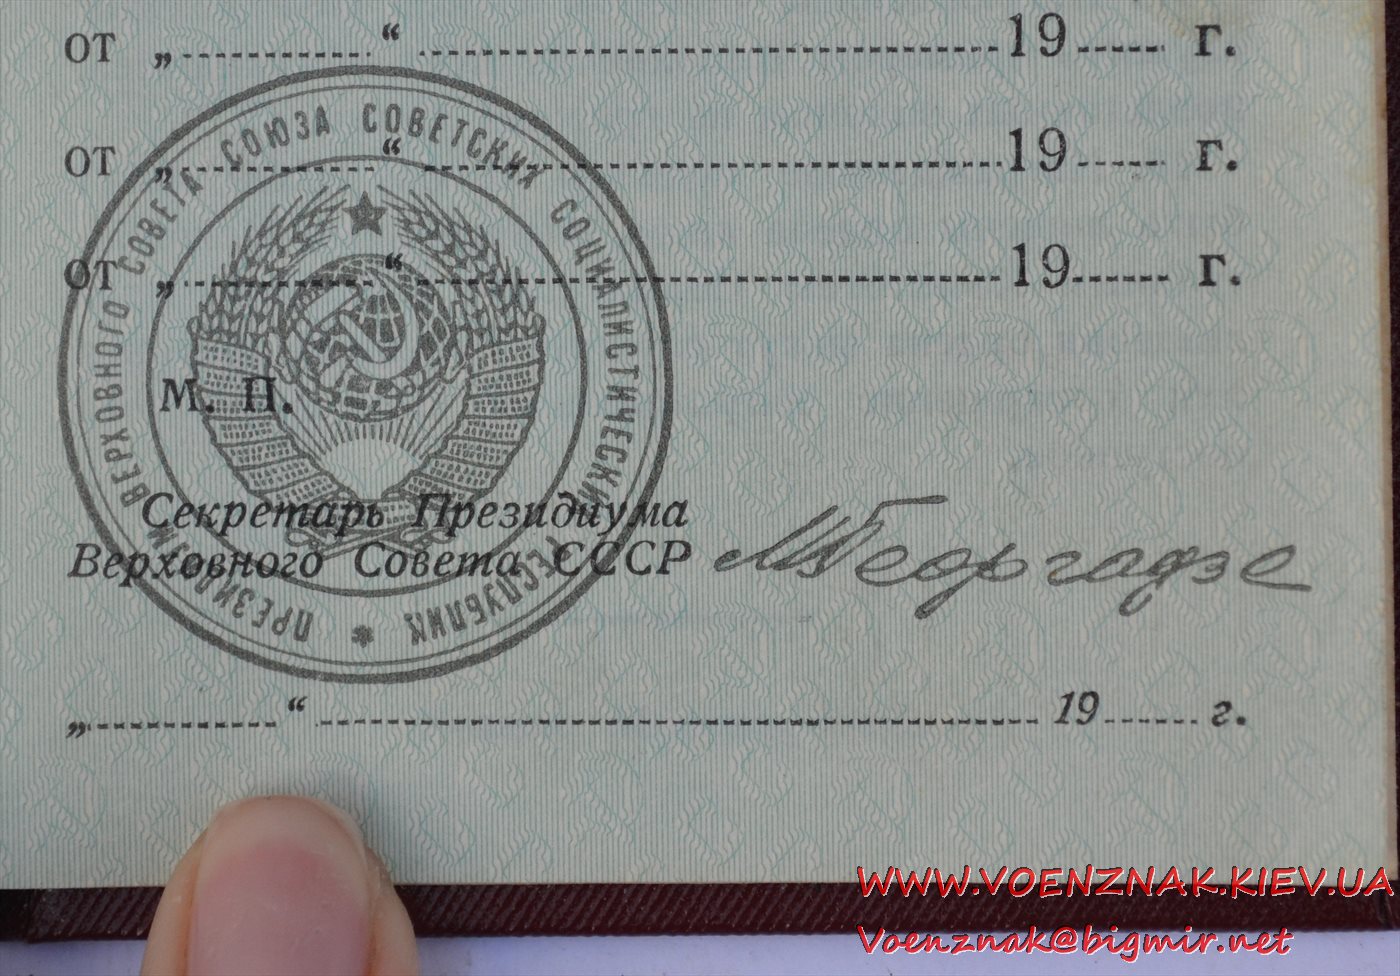 от „ “ 19 г.
от „ “ 19 г.
от „ “ 19 г.
ПРЕЗИДИУМ ВЕРХОВНОГО СОВЕТА СОЮЗА СОВЕТСКИХ СОЦИАЛИСТИЧЕСКИХ РЕСПУБЛИК *
М. П.
Секретарь Президиума
Верховного Совета СССР
МГеоргадзе
„ “ 19 г.
WWW.VOENZNAK.KIEV.UA
Voenznak@bigmir.net